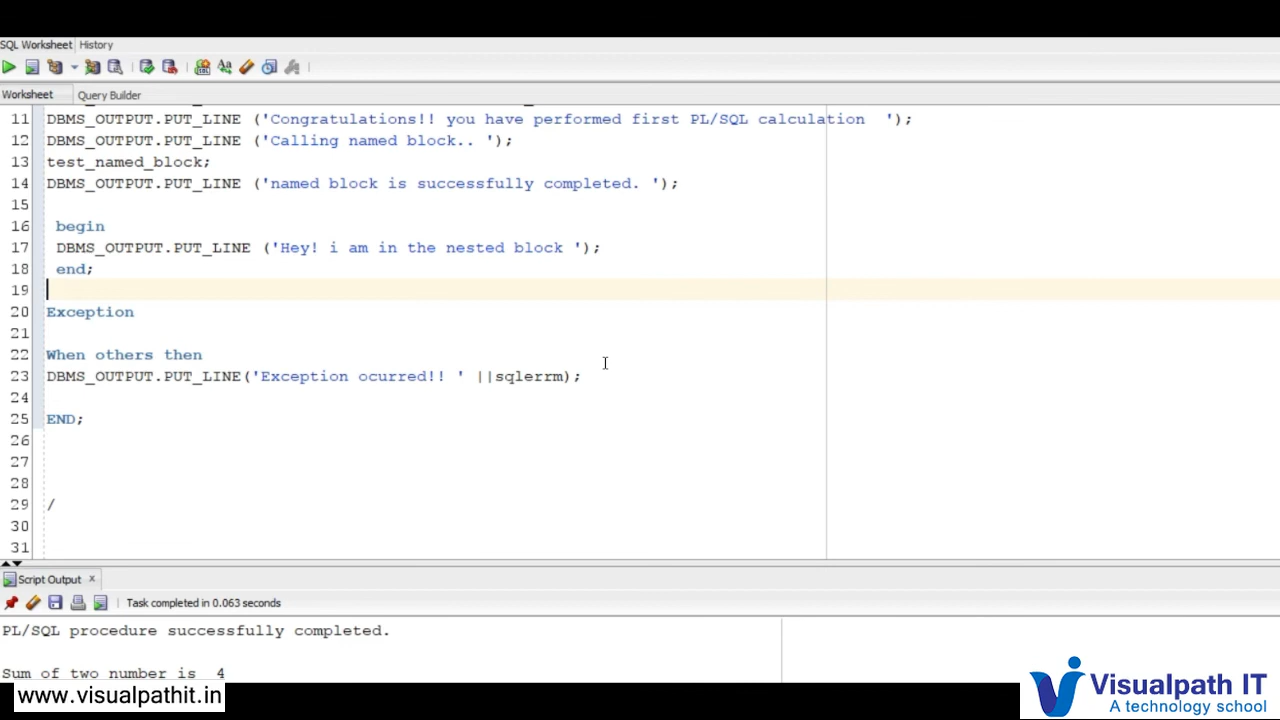 SQL Worksheet History
Worksheet Query Builder
11 DBMS_OUTPUT.PUT_LINE ('Congratulations!! you have performed first PL/SQL calculation  ');
12 DBMS_OUTPUT.PUT_LINE ('Calling named block.. ');
13 test_named_block;
14 DBMS_OUTPUT.PUT_LINE ('named block is successfully completed. ');
15
16 begin
17 DBMS_OUTPUT.PUT_LINE ('Hey! i am in the nested block ');
18 end;
19
20 Exception
21
22 When others then
23 DBMS_OUTPUT.PUT_LINE('Exception ocurred!! ' ||sqlerrm);
24
25 END;
26
27
28
29 /
30
31
Script Output x
Task completed in 0.063 seconds
PL/SQL procedure successfully completed.
Sum of two number is  4
www.visualpathit.in
Visualpath IT
A technology school